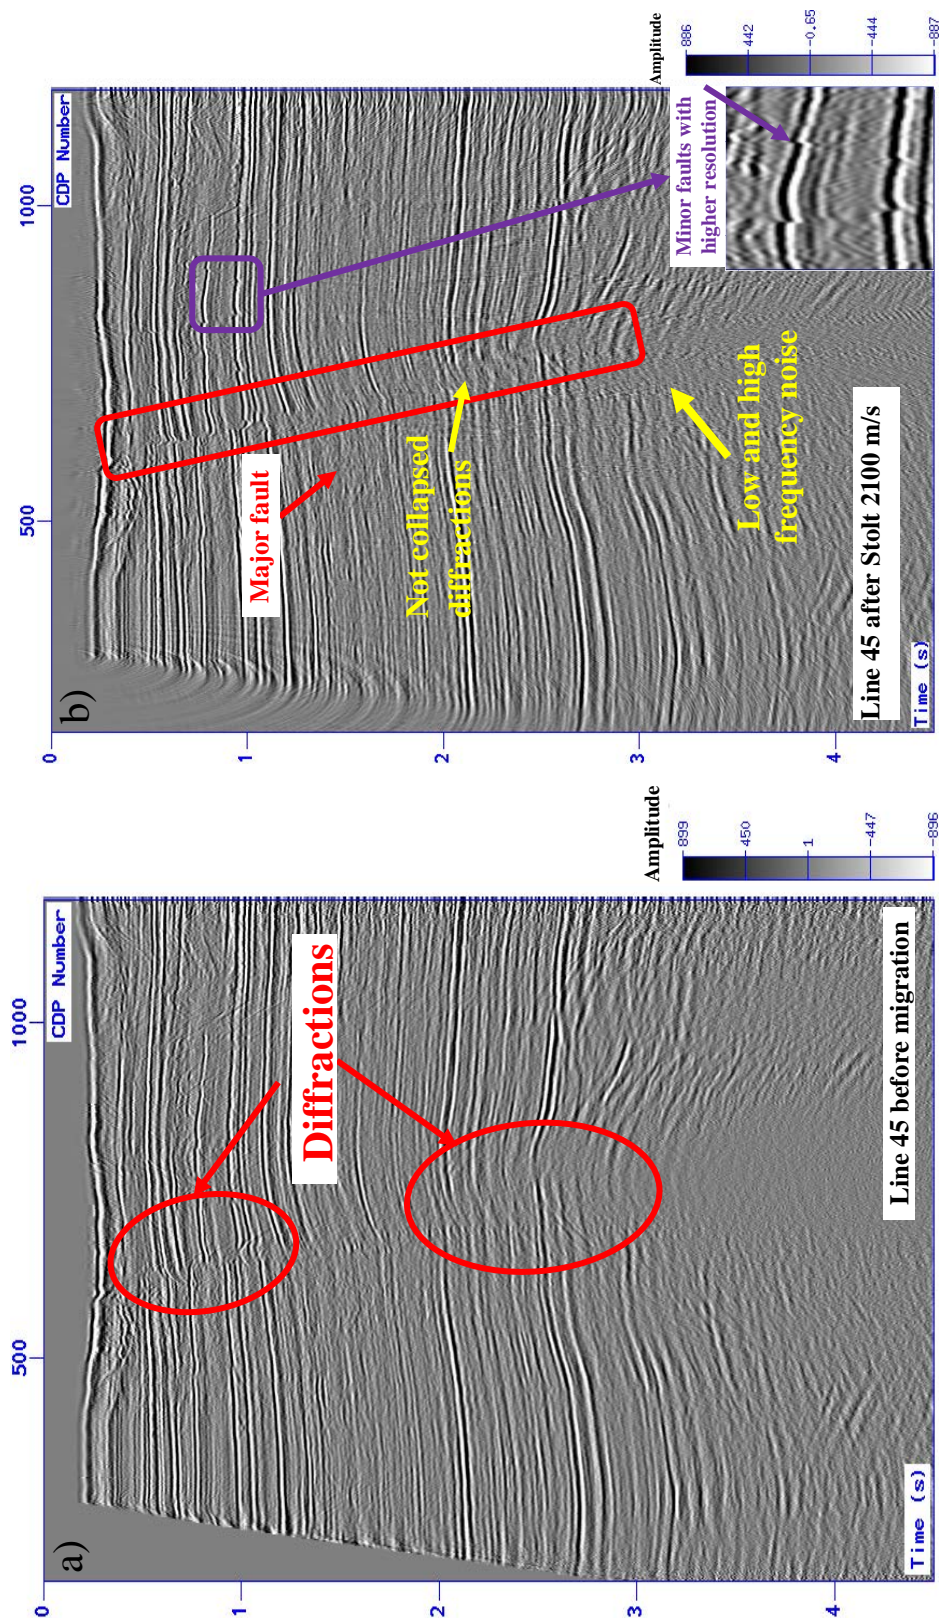 a)
CDP Number
500
1000
0
1
2
3
4
Time (s)
Diffractions
Line 45 before migration
Amplitude
899
450
1
-447
-896
b)
CDP Number
500
1000
0
1
2
3
4
Time (s)
Major fault
Not collapsed
diffractions
Low and high
frequency noise
Minor faults with
higher resolution
Line 45 after Stolt 2100 m/s
Amplitude
886
442
-0.65
-444
-887